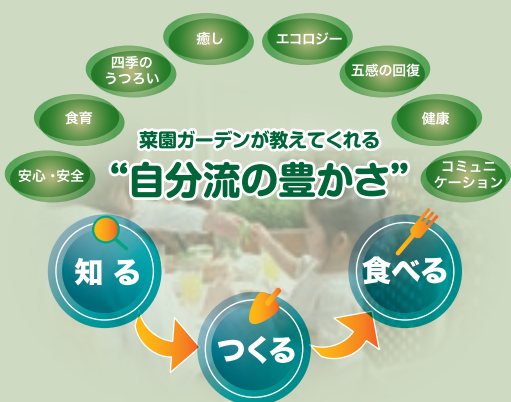 癒し
エコロジー
四季の
うつろい
五感の回復
食育
健康
安心・安全
コミュニ
ケーション
菜園ガーデンが教えてくれる
“自分流の豊かさ”
知る
つくる
食べる